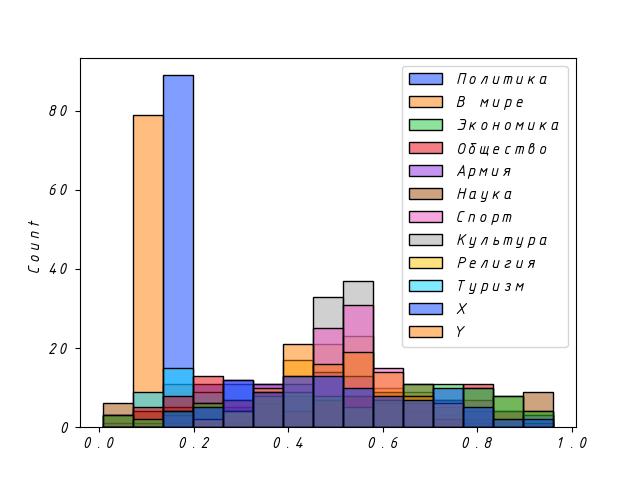 Политика
В мире
Экономика
Общество
Армия
Наука
Спорт
Культура
Религия
Туризм
X
Y
Count
80
60
40
20
0
0.0 0.2 0.4 0.6 0.8 1.0